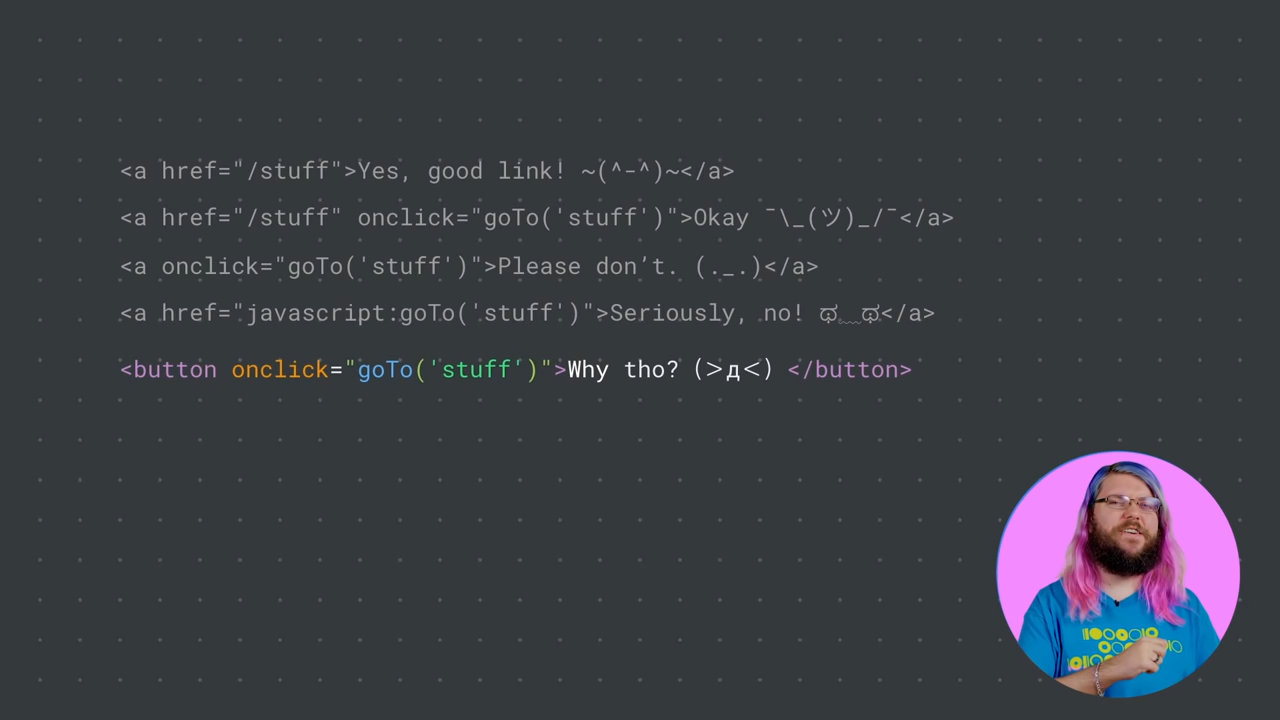 <a href="/stuff">Yes, good link! ~(^-^)~</a>
<a href="/stuff" onclick="goTo('stuff')">Okay ¯\_(ツ)_/¯</a>
<a onclick="goTo('stuff')">Please don’t. (._.)</a>
<a href="javascript:goTo('stuff')">Seriously, no! ಥ﹏ಥ</a>
<button onclick="goTo('stuff')">Why tho? (>д<) </button>